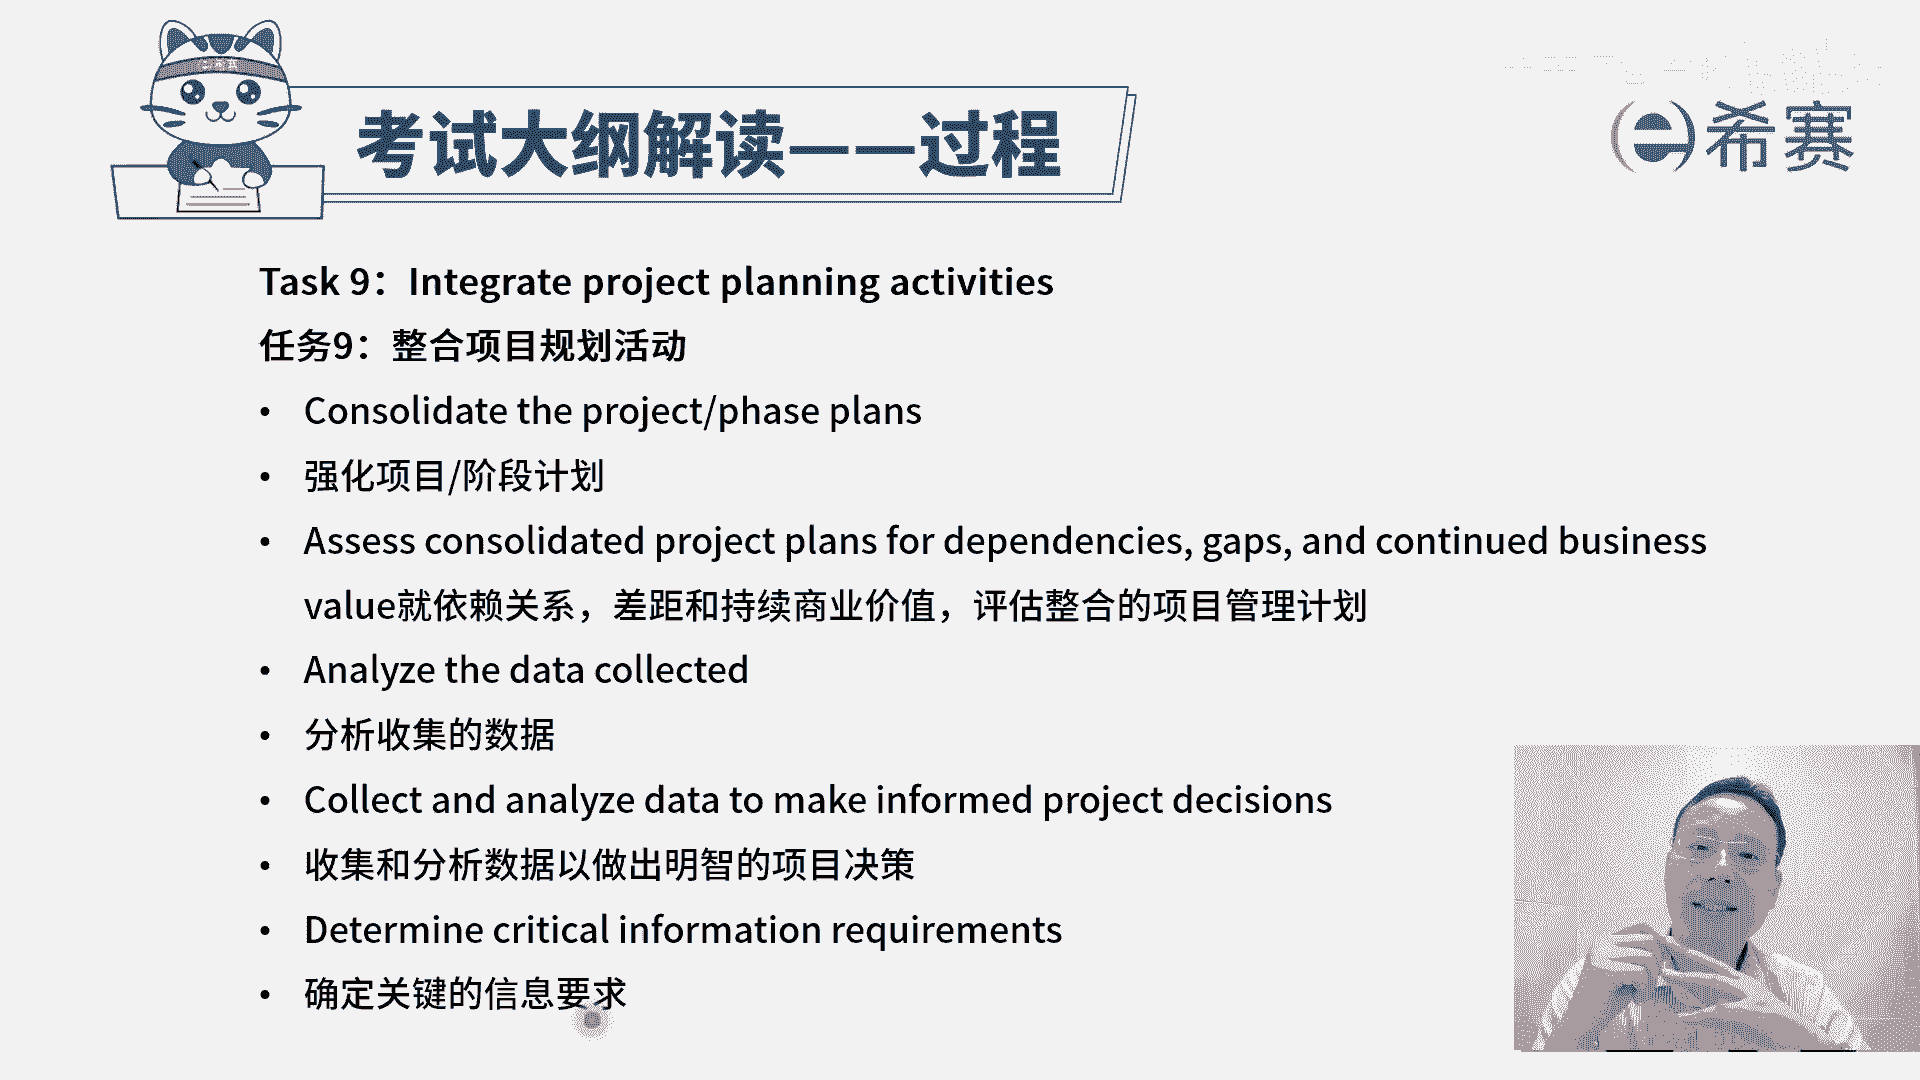 考试大纲解读——过程
希赛
Task 9：Integrate project planning activities
任务9：整合项目规划活动
• Consolidate the project/phase plans
• 强化项目/阶段计划
• Assess consolidated project plans for dependencies, gaps, and continued business
value就依赖关系，差距和持续商业价值，评估整合的项目管理计划
• Analyze the data collected
• 分析收集的数据
• Collect and analyze data to make informed project decisions
• 收集和分析数据以做出明智的项目决策
• Determine critical information requirements
• 确定关键的信息要求